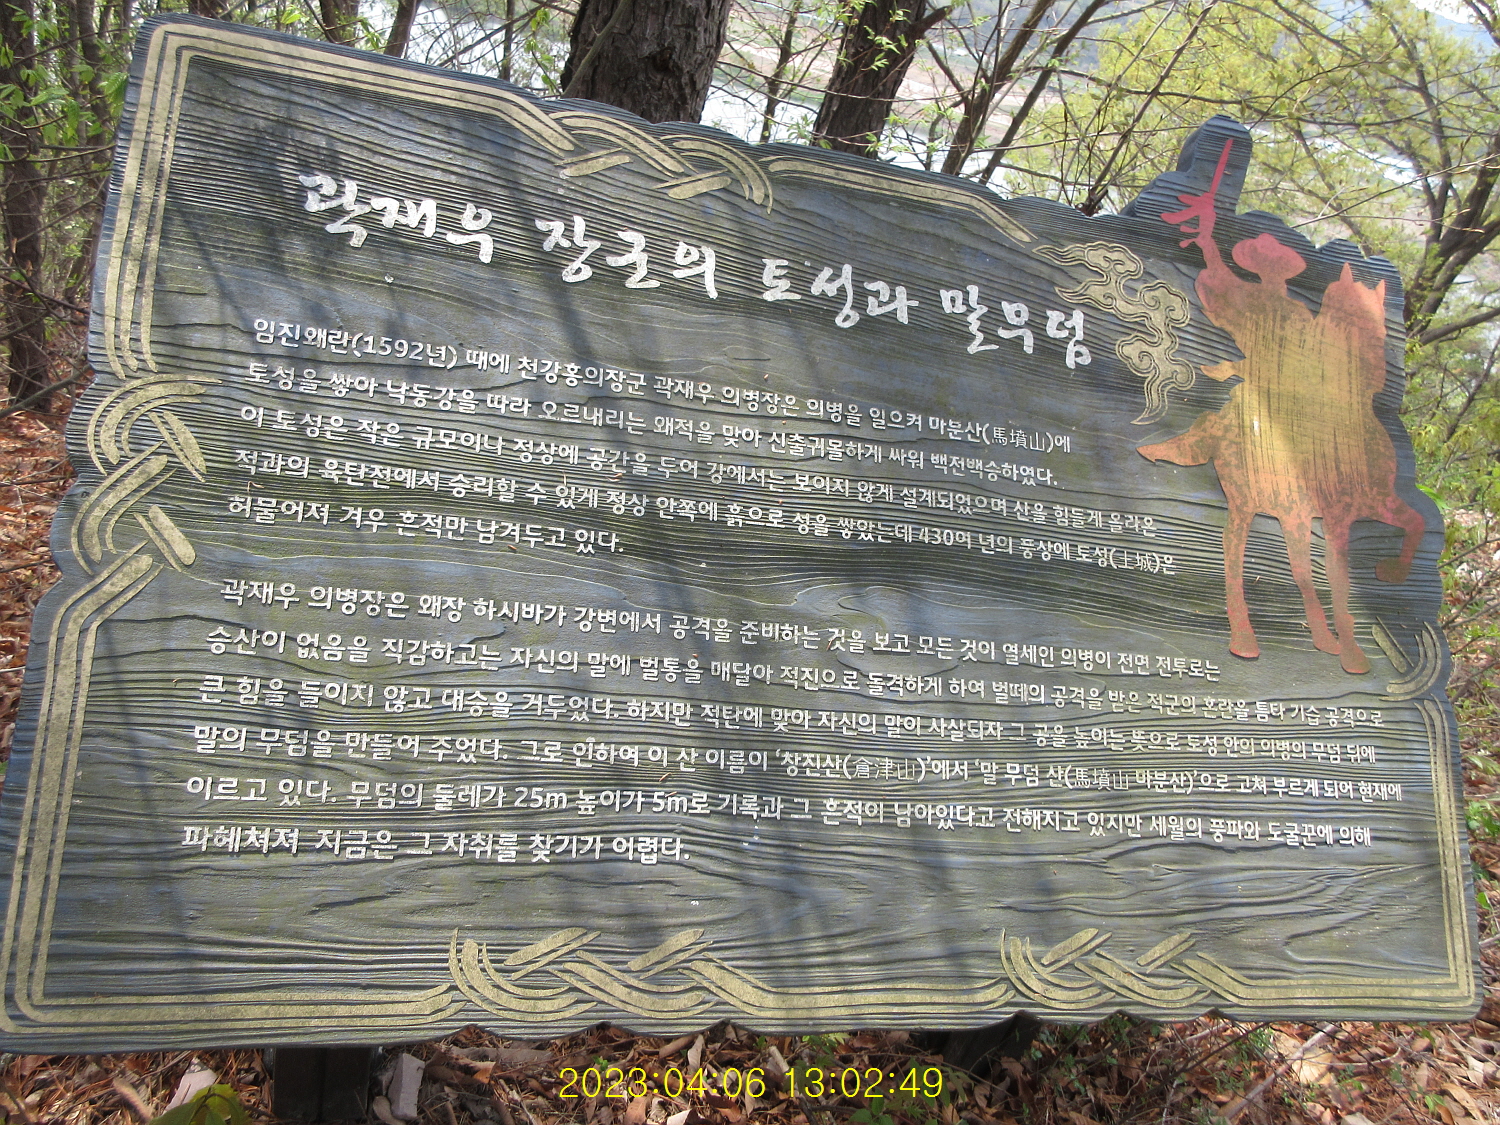 곽재우 장군의 토성과 말무덤
임진왜란(1592년) 때에 천강홍의장군 곽재우 의병장은 의병을 일으켜 마분산(馬墳山)에
토성을 쌓아 낙동강을 따라 오르내리는 왜적을 맞아 신출귀몰하게 싸워 백전백승하였다.
이 토성은 작은 규모이나 정상에 공간을 두어 강에서는 보이지 않게 설계되었으며 산을 힘들게 올라온
적과의 육탄전에서 승리할 수 있게 정상 안쪽에 흙으로 성을 쌓았는데 430여 년의 풍상에 토성(土城)은
허물어져 겨우 흔적만 남겨두고 있다.
곽재우 의병장은 왜장 하시바가 강변에서 공격을 준비하는 것을 보고 모든 것이 열세인 의병이 전면 전투로는
승산이 없음을 직감하고는 자신의 말에 벌통을 매달아 적진으로 돌격하게 하여 벌떼의 공격을 받은 적군의 혼란을 틈타 기습 공격으로
큰 힘을 들이지 않고 대승을 거두었다. 하지만 적탄에 맞아 자신의 말이 사살되자 그 공을 높이는 뜻으로 토성 안의 의병의 무덤 뒤에
말의 무덤을 만들어 주었다. 그로 인하여 이 산 이름이 '창진산(倉津山)'에서 '말 무덤 산(馬墳山 마분산)'으로 고쳐 부르게 되어 현재에
이르고 있다. 무덤의 둘레가 25m 높이가 5m로 기록과 그 흔적이 남아있다고 전해지고 있지만 세월의 풍파와 도굴꾼에 의해
파헤쳐져 지금은 그 자취를 찾기가 어렵다.
2023:04:06 13:02:49